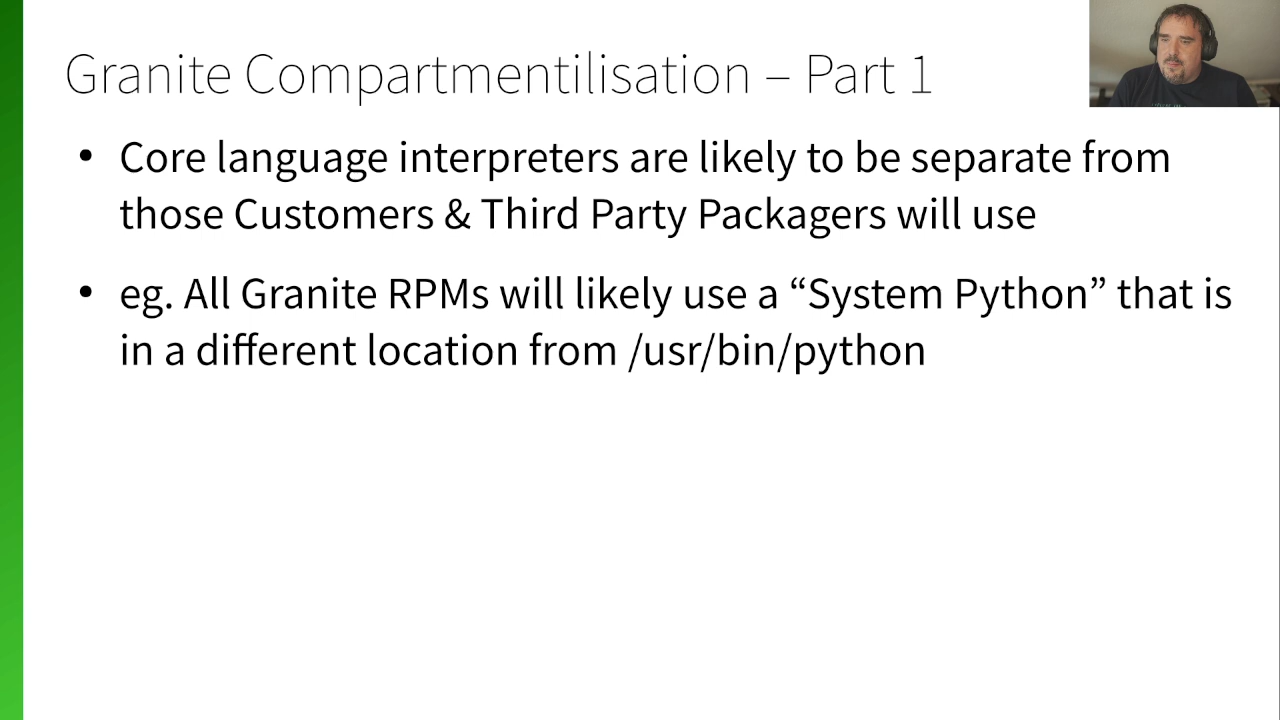 Granite Compartmentilisation – Part 1
• Core language interpreters are likely to be separate from
those Customers & Third Party Packagers will use
• eg. All Granite RPMs will likely use a “System Python” that is
in a different location from /usr/bin/python